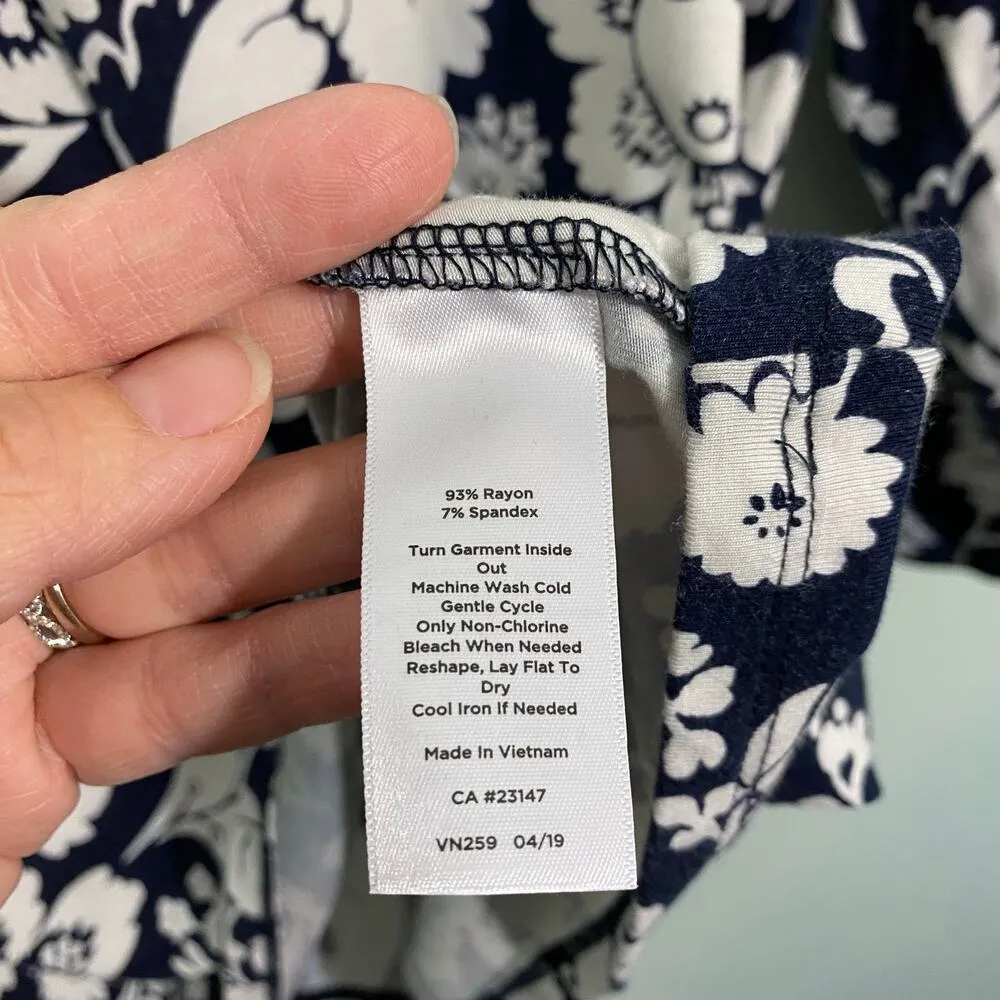 93% Rayon
7% Spandex
Turn Garment Inside
Out
Machine Wash Cold
Gentle Cycle
Only Non-Chlorine
Bleach When Needed
Reshape, Lay Flat To
Dry
Cool Iron If Needed
Made In Vietnam
CA #23147
VN259 04/19